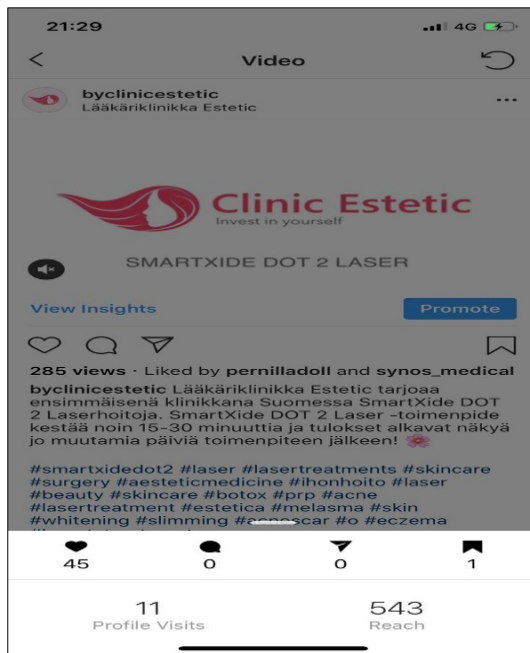 21:29
4G
Video
byclinicestetic
Lääkäriklinikka Estetic
Clinic Estetic
Invest in yourself
SMARTXIDE DOT 2 LASER
View Insights
Promote
285 views · Liked by pernilladoll and synos_medical
byclinicestetic Lääkäriklinikka Estetic tarjoaa
ensimmäisenä klinikkana Suomessa SmartXide DOT
2 Laserhoitoja. SmartXide DOT 2 Laser -toimenpide
kestää noin 15-30 minuuttia ja tulokset alkavat näkyä
jo muutamia päiviä toimenpiteen jälkeen! 🌸
#smartxidedot2 #laser #lasertreatments #skincare
#surgery #aestheticmedicine #ihonhoito #laser
#beauty #skincare #botox #prp #acne
#lasertreatment #estetica #melasma #skin
#whitening #slimming #acnescar #o #eczema
45 0 0 1
11 543
Profile Visits Reach